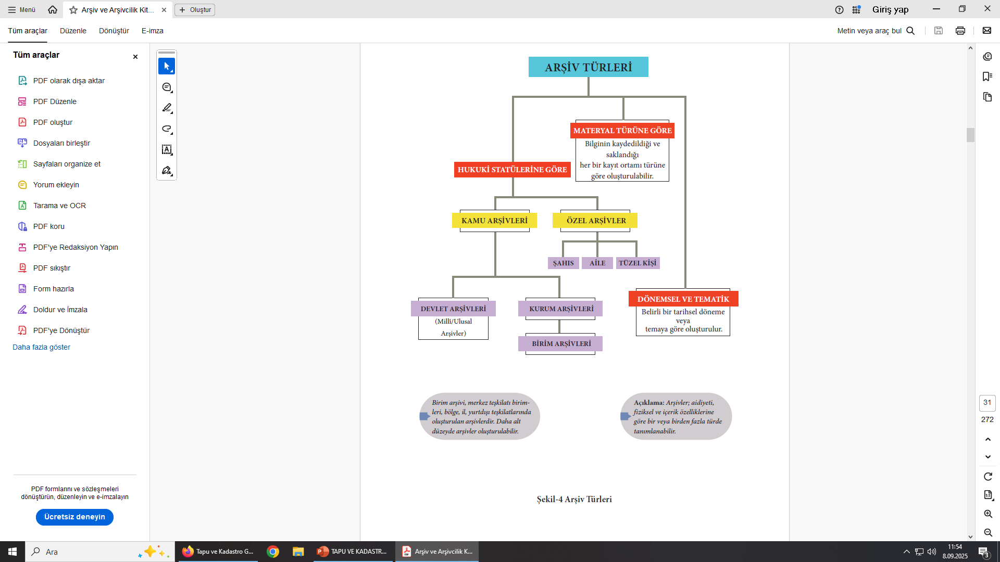 Menü
Arşiv ve Arşivcilik Kit...
Oluştur
Giriş yap
Tüm araçlar
Düzenle
Dönüştür
E-imza
Metin veya araç bul
Tüm araçlar
PDF olarak dışa aktar
PDF Düzenle
PDF oluştur
Dosyaları birleştir
Sayfaları organize et
Yorum ekleyin
Tarama ve OCR
PDF koru
PDF'ye Redaksiyon Yapın
PDF sıkıştır
Form hazırla
Doldur ve İmzala
PDF'ye Dönüştür
Daha fazla göster
PDF formlarını ve sözleşmeleri
dönüştürün, düzenleyin ve e-imzalayın
Ücretsiz deneyin
ARŞİV TÜRLERİ
MATERYAL TÜRÜNE GÖRE
Bilginin kaydedildiği ve
saklandığı
her bir kayıt ortamı türüne
göre oluşturulabilir.
HUKUKİ STATÜLERİNE GÖRE
KAMU ARŞİVLERİ
ÖZEL ARŞİVLER
ŞAHIS
AİLE
TÜZEL KİŞİ
DEVLET ARŞİVLERİ
(Millî/Ulusal
Arşivler)
KURUM ARŞİVLERİ
BİRİM ARŞİVLERİ
DÖNEMSEL VE TEMATİK
Belirli bir tarihsel döneme
veya
temaya göre oluşturulur.
Birim arşivi, merkez teşkilatı birim-
leri, bölge, il, yurtdışı teşkilatlarında
oluşturulan arşivlerdir. Daha alt
düzeyde arşivler oluşturulabilir.
Açıklama: Arşivler; aidiyeti,
fiziksel ve içerik özelliklerine
göre bir veya birden fazla türde
tanımlanabilir.
Şekil-4 Arşiv Türleri
31
272
1:1
Ara
Tapu ve Kadastro G...
TAPU VE KADASTR...
Arşiv ve Arşivcilik K...
11:54
8.09.2025
3